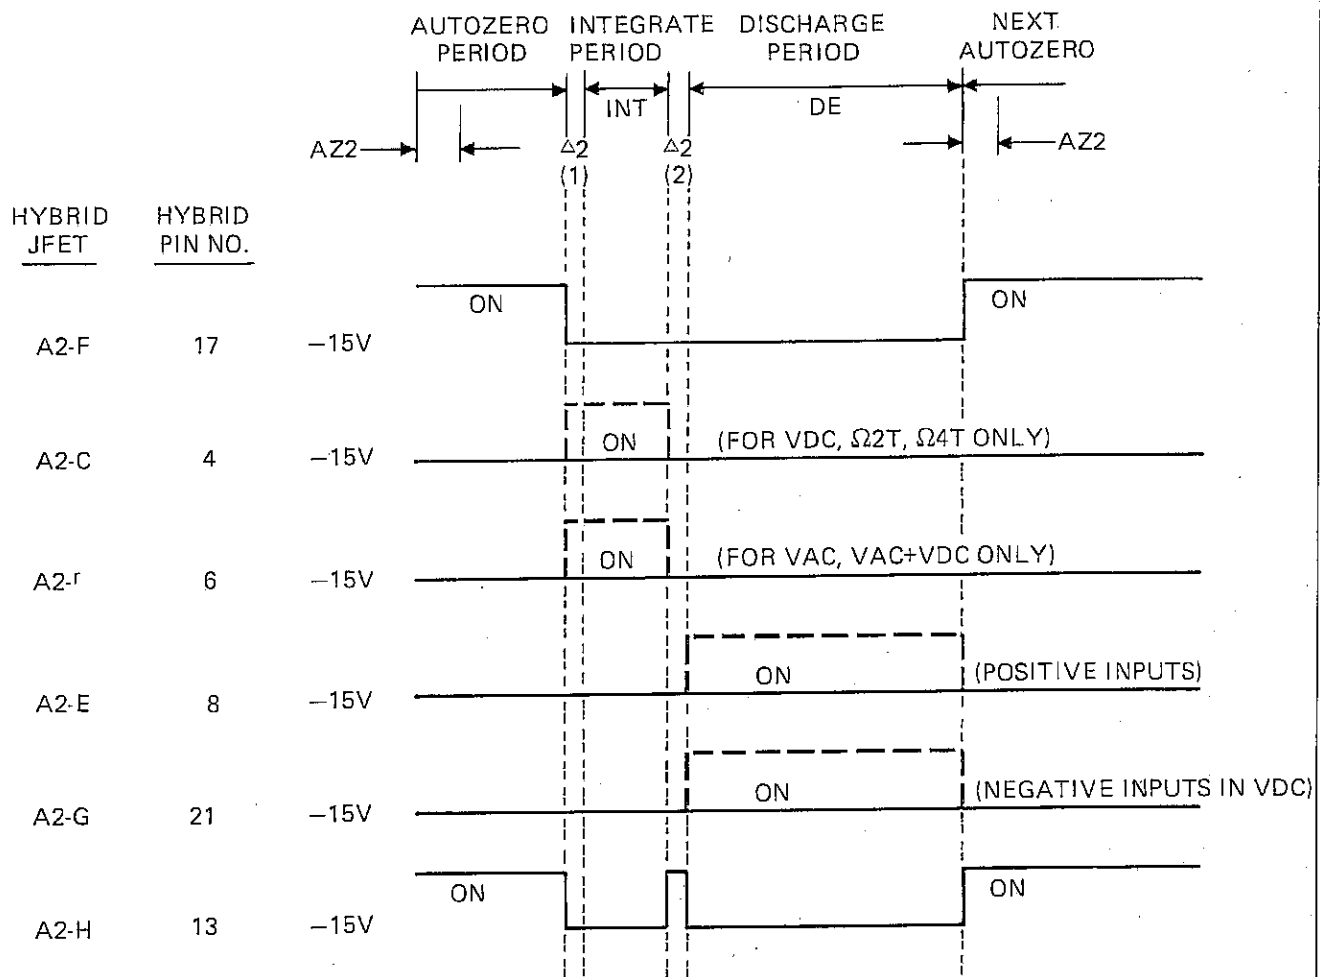 AUTOZERO PERIOD
INTEGRATE PERIOD
DISCHARGE PERIOD
NEXT AUTOZERO
INT
DE
AZ2
△2 (1)
△2 (2)
AZ2
HYBRID JFET
HYBRID PIN NO.
ON
ON
A2-F 17 −15V
ON (FOR VDC, Ω2T, Ω4T ONLY)
A2-C 4 −15V
ON (FOR VAC, VAC+VDC ONLY)
6 −15V
ON (POSITIVE INPUTS)
A2-E 8 −15V
ON (NEGATIVE INPUTS IN VDC)
A2-G 21 −15V
ON
ON
A2-H 13 −15V